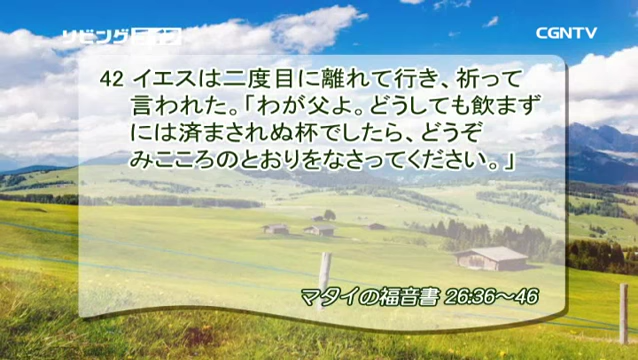 リビング
CGNTV
42 イエスは二度目に離れて行き、祈って
言われた。「わが父よ。どうしても飲まず
には済まされぬ杯でしたら、どうぞ
みこころのとおりをなさってください。」
マタイの福音書 26:36～46